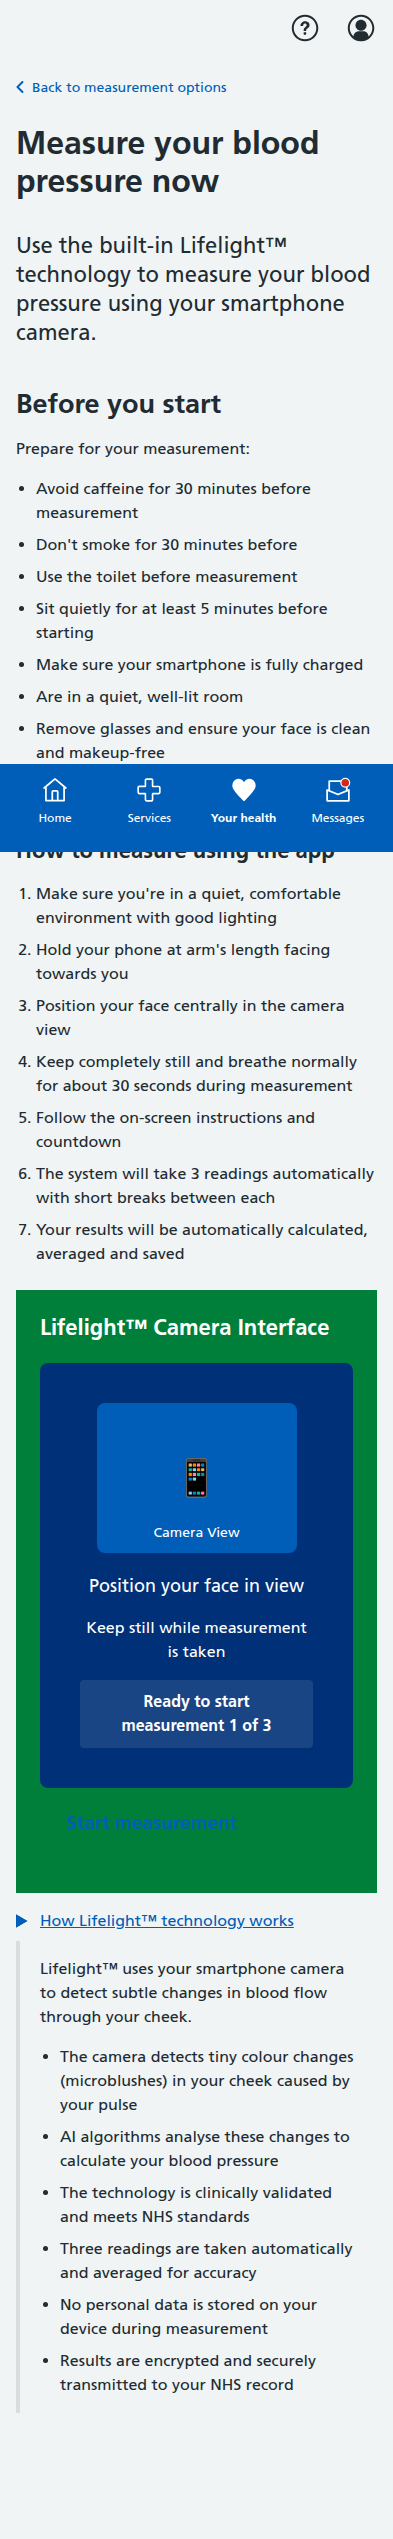 Back to measurement options
Measure your blood
pressure now
Use the built-in Lifelight™
technology to measure your blood
pressure using your smartphone
camera.
Before you start
Prepare for your measurement:
• Avoid caffeine for 30 minutes before
measurement
• Don't smoke for 30 minutes before
• Use the toilet before measurement
• Sit quietly for at least 5 minutes before
starting
• Make sure your smartphone is fully charged
• Are in a quiet, well-lit room
• Remove glasses and ensure your face is clean
and makeup-free
Home Services Your health Messages
How to measure using the app
1. Make sure you're in a quiet, comfortable
environment with good lighting
2. Hold your phone at arm's length facing
towards you
3. Position your face centrally in the camera
view
4. Keep completely still and breathe normally
for about 30 seconds during measurement
5. Follow the on-screen instructions and
countdown
6. The system will take 3 readings automatically
with short breaks between each
7. Your results will be automatically calculated,
averaged and saved
Lifelight™ Camera Interface
Camera View
Position your face in view
Keep still while measurement
is taken
Ready to start
measurement 1 of 3
Start measurement
How Lifelight™ technology works
Lifelight™ uses your smartphone camera
to detect subtle changes in blood flow
through your cheek.
• The camera detects tiny colour changes
(microblushes) in your cheek caused by
your pulse
• AI algorithms analyse these changes to
calculate your blood pressure
• The technology is clinically validated
and meets NHS standards
• Three readings are taken automatically
and averaged for accuracy
• No personal data is stored on your
device during measurement
• Results are encrypted and securely
transmitted to your NHS record